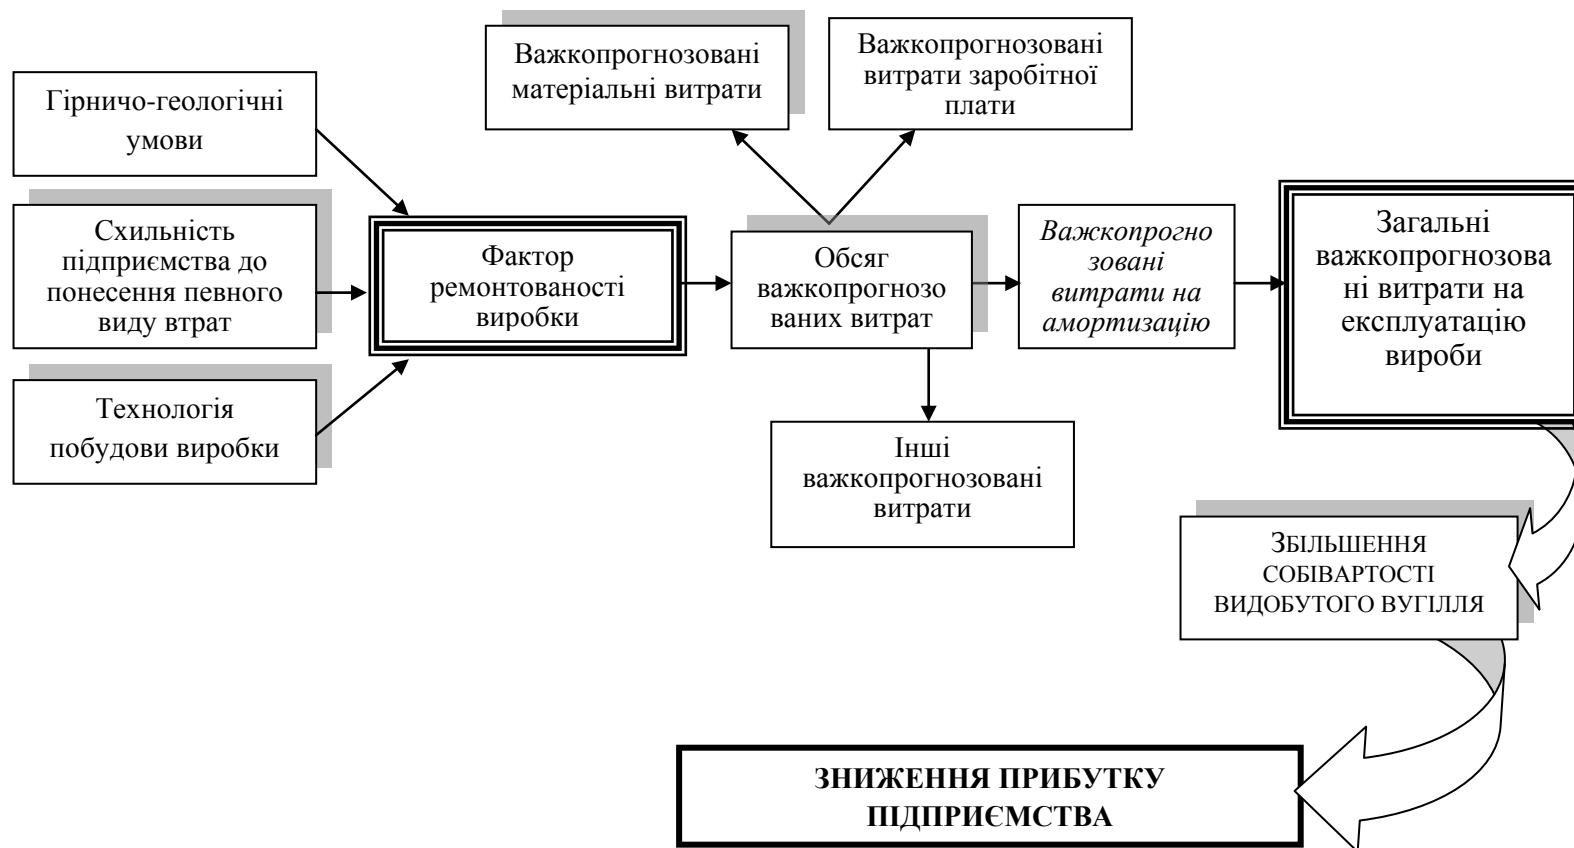 Важкопрогнозовані
матеріальні витрати
Важкопрогнозовані
витрати заробітної
плати
Гірничо-геологічні
умови
Схильність
підприємства до
понесення певного
виду втрат
Технологія
побудови виробки
Фактор
ремонтованості
виробки
Обсяг
важкопрогнозо
ваних витрат
Важкопрогно
зовані
витрати на
амортизацію
Загальні
важкопрогнозова
ні витрати на
експлуатацію
вироби
Інші
важкопрогнозовані
витрати
ЗБІЛЬШЕННЯ
СОБІВАРТОСТІ
ВИДОБУТОГО ВУГІЛЛЯ
ЗНИЖЕННЯ ПРИБУТКУ
ПІДПРИЄМСТВА